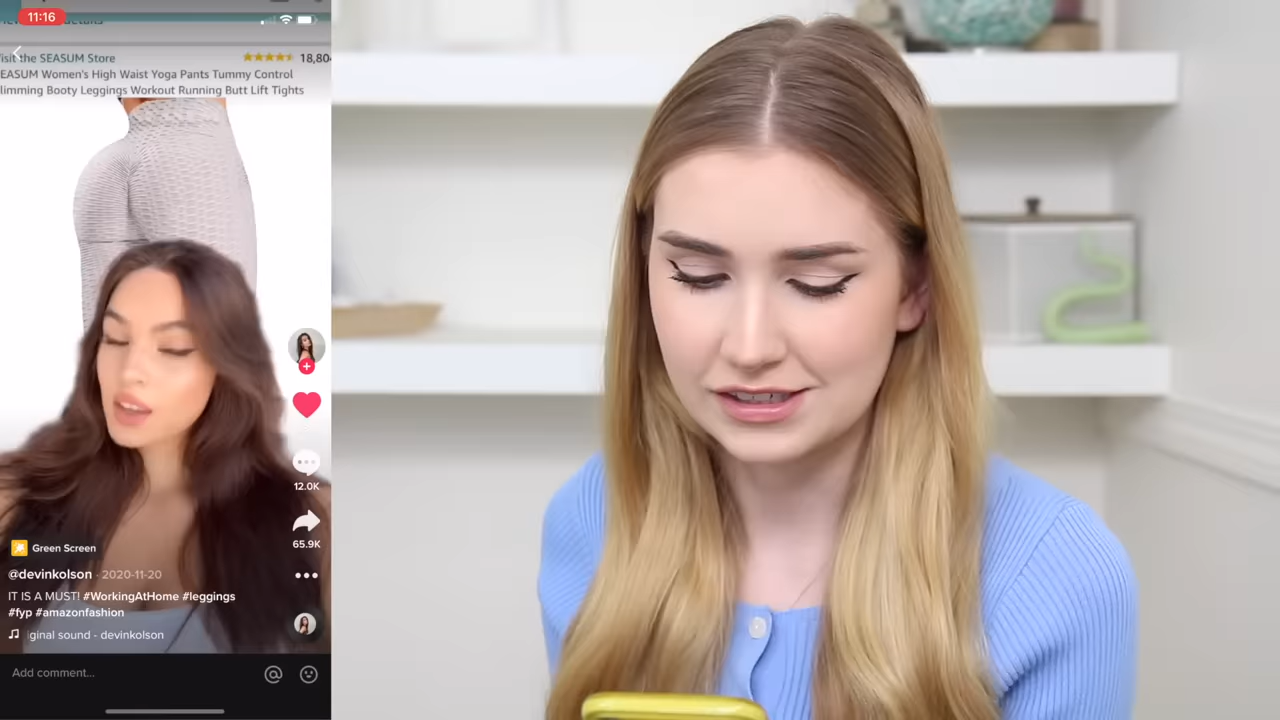 11:16
isit the SEASUM Store
18,80
EASUM Women's High Waist Yoga Pants Tummy Control
limming Booty Leggings Workout Running Butt Lift Tights
12.0K
65.9K
Green Screen
@devinkolson · 2020-11-20
IT IS A MUST! #WorkingAtHome #leggings
#fyp #amazonfashion
ginal sound - devinkolson
Add comment...